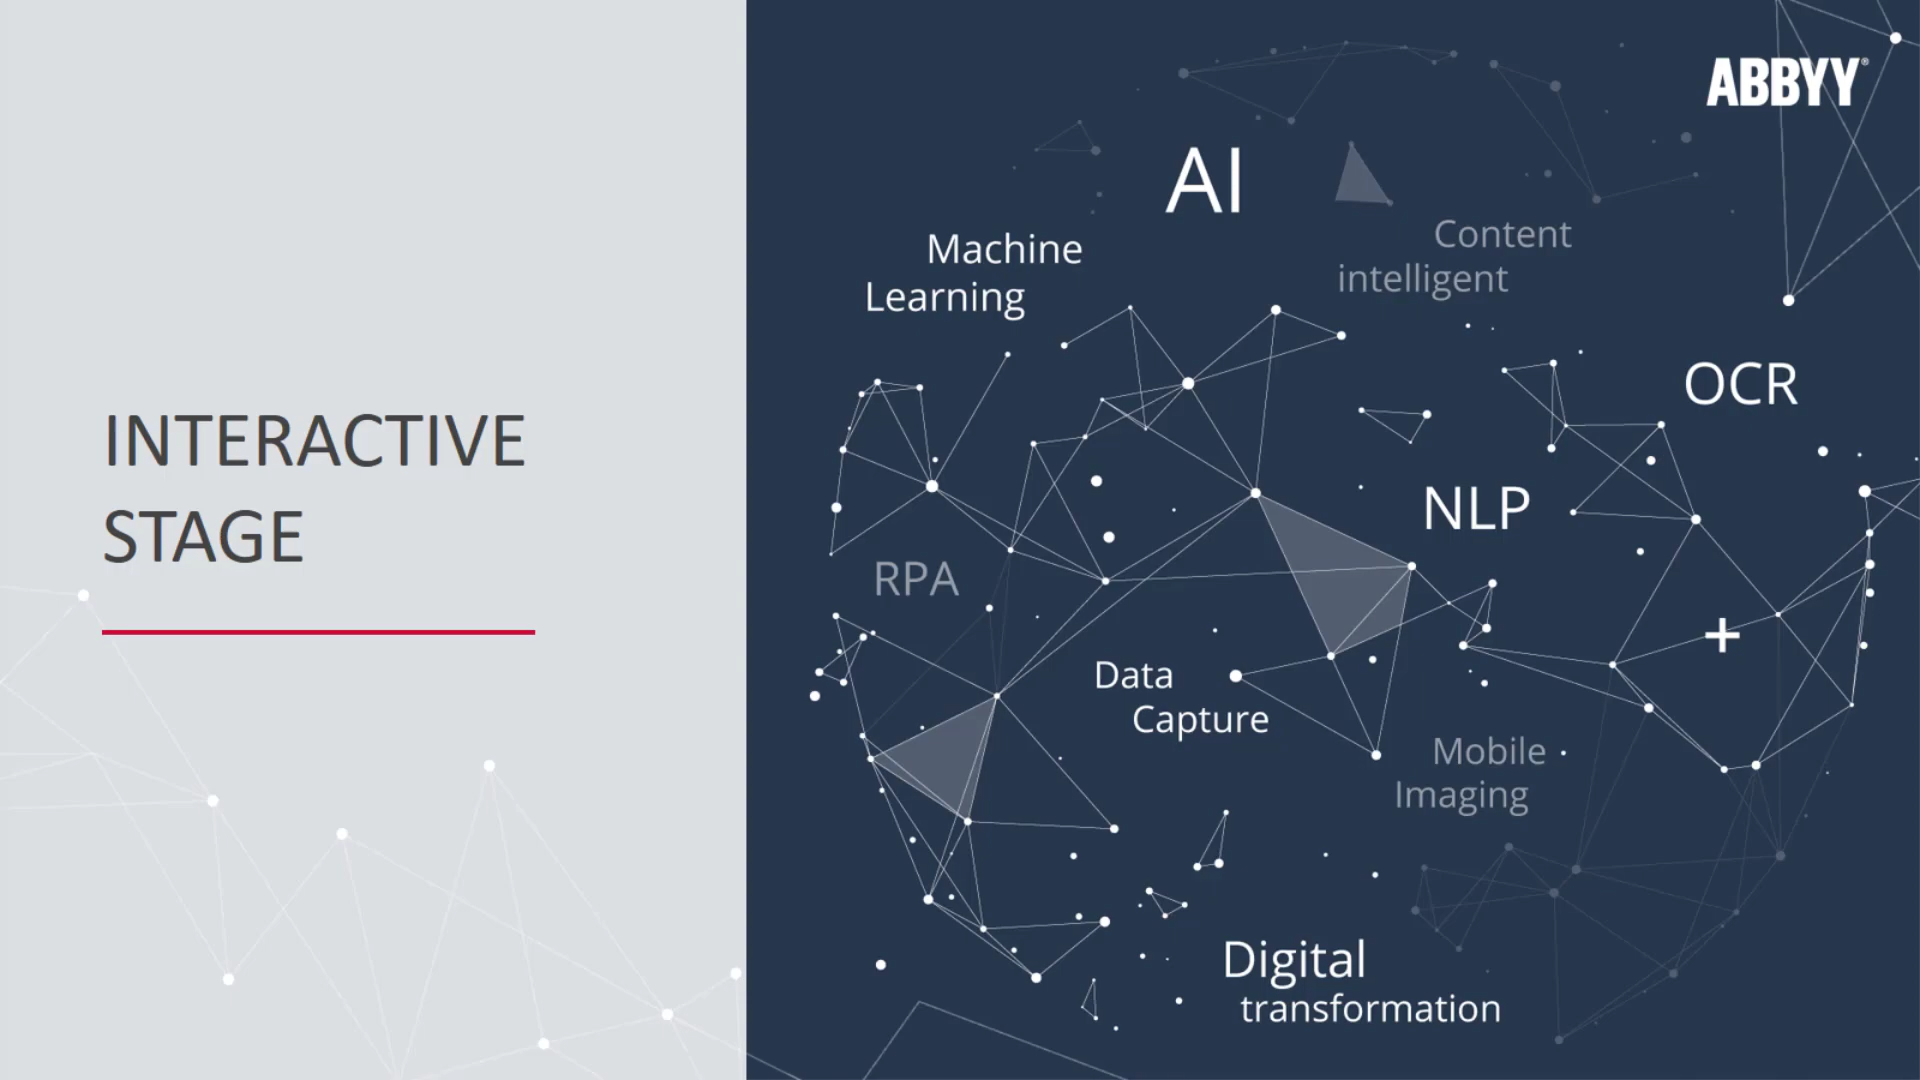 INTERACTIVE
STAGE
ABBYY®
AI
Machine
Learning
Content
intelligent
OCR
NLP
RPA
+
Data
Capture
Mobile
Imaging
Digital
transformation